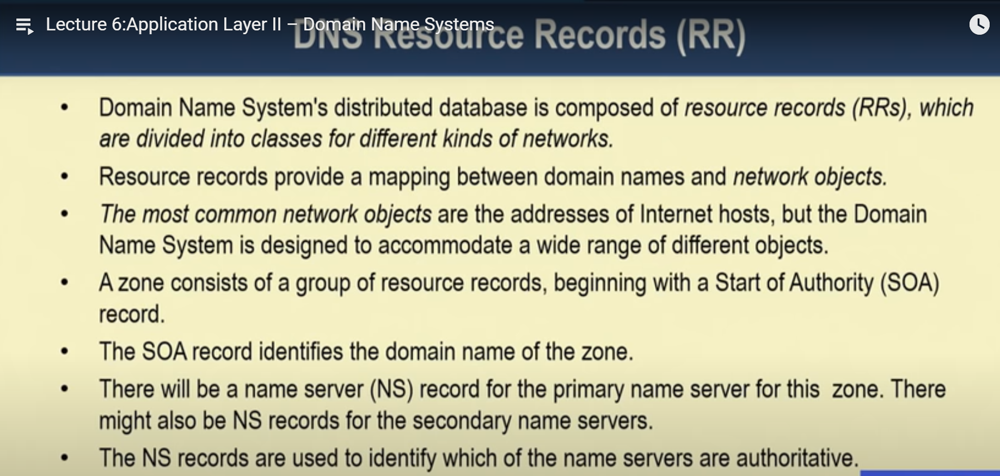 Lecture 6:Application Layer II – Domain Name Systems
DNS Resource Records (RR)
• Domain Name System's distributed database is composed of resource records (RRs), which
are divided into classes for different kinds of networks.
• Resource records provide a mapping between domain names and network objects.
• The most common network objects are the addresses of Internet hosts, but the Domain
Name System is designed to accommodate a wide range of different objects.
• A zone consists of a group of resource records, beginning with a Start of Authority (SOA)
record.
• The SOA record identifies the domain name of the zone.
• There will be a name server (NS) record for the primary name server for this zone. There
might also be NS records for the secondary name servers.
• The NS records are used to identify which of the name servers are authoritative.